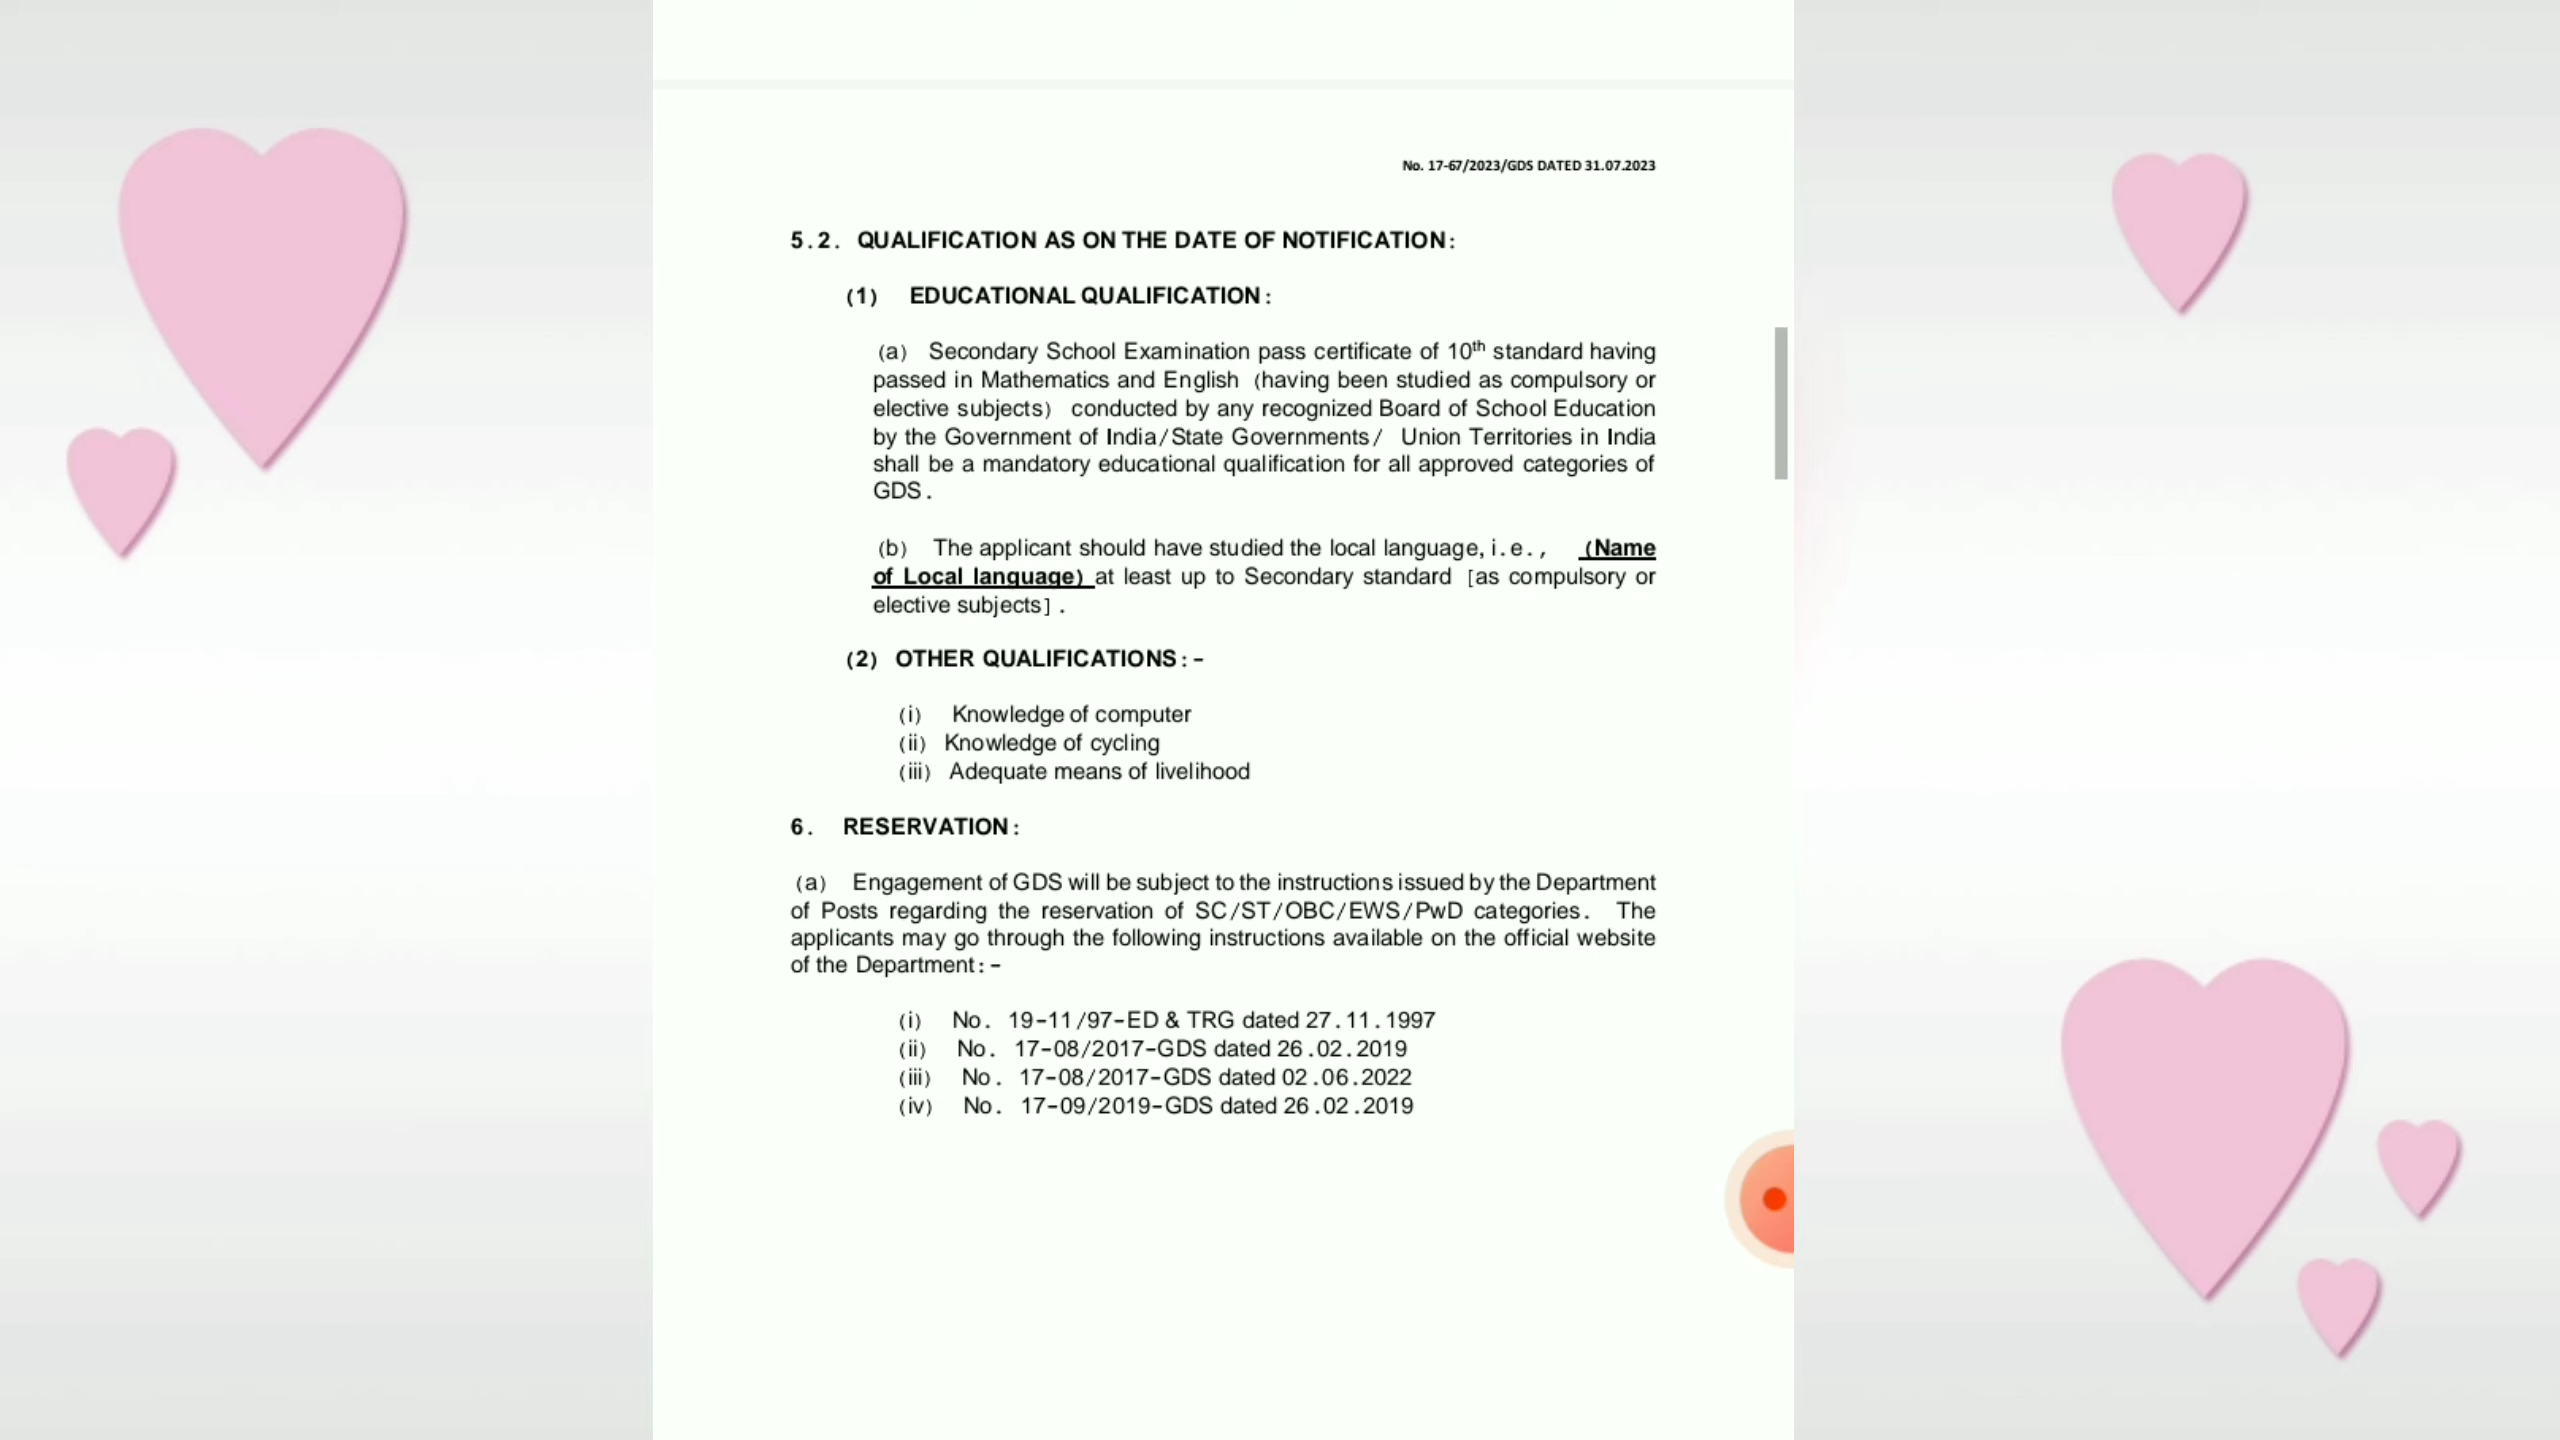 No. 17-67/2023/GDS DATED 31.07.2023
5.2. QUALIFICATION AS ON THE DATE OF NOTIFICATION:
(1) EDUCATIONAL QUALIFICATION:
(a) Secondary School Examination pass certificate of 10th standard having
passed in Mathematics and English (having been studied as compulsory or
elective subjects) conducted by any recognized Board of School Education
by the Government of India/State Governments/ Union Territories in India
shall be a mandatory educational qualification for all approved categories of
GDS.
(b) The applicant should have studied the local language, i.e., (Name
of Local language) at least up to Secondary standard [as compulsory or
elective subjects].
(2) OTHER QUALIFICATIONS:-
(i) Knowledge of computer
(ii) Knowledge of cycling
(iii) Adequate means of livelihood
6. RESERVATION:
(a) Engagement of GDS will be subject to the instructions issued by the Department
of Posts regarding the reservation of SC/ST/OBC/EWS/PwD categories. The
applicants may go through the following instructions available on the official website
of the Department:-
(i) No. 19-11/97-ED & TRG dated 27.11.1997
(ii) No. 17-08/2017-GDS dated 26.02.2019
(iii) No. 17-08/2017-GDS dated 02.06.2022
(iv) No. 17-09/2019-GDS dated 26.02.2019